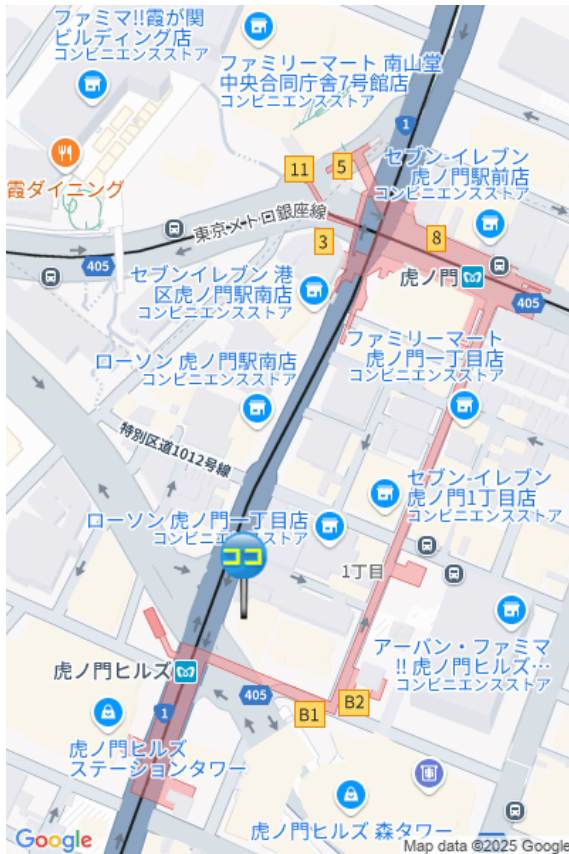 ファミマ!!霞が関
ビルディング店
コンビニエンスストア
ファミリーマート 南山堂
中央合同庁舎7号館店
コンビニエンスストア
1
5
11
セブン-イレブン
虎ノ門駅前店
コンビニエンスストア
霞ダイニング
東京メトロ銀座線
3
8
405
虎ノ門
セブンイレブン 港
区虎ノ門駅南店
コンビニエンスストア
405
ファミリーマート
虎ノ門一丁目店
コンビニエンスストア
ローソン 虎ノ門駅南店
コンビニエンスストア
特別区道1012号線
セブン-イレブン
虎ノ門1丁目店
コンビニエンスストア
ローソン 虎ノ門一丁目店
コンビニエンスストア
ココ
1丁目
アーバン・ファミマ
!! 虎ノ門ヒルズ…
コンビニエンスストア
虎ノ門ヒルズ
405
B2
B1
1
虎ノ門ヒルズ
ステーションタワー
虎ノ門ヒルズ 森タワー
Google
Map data ©2025 Google